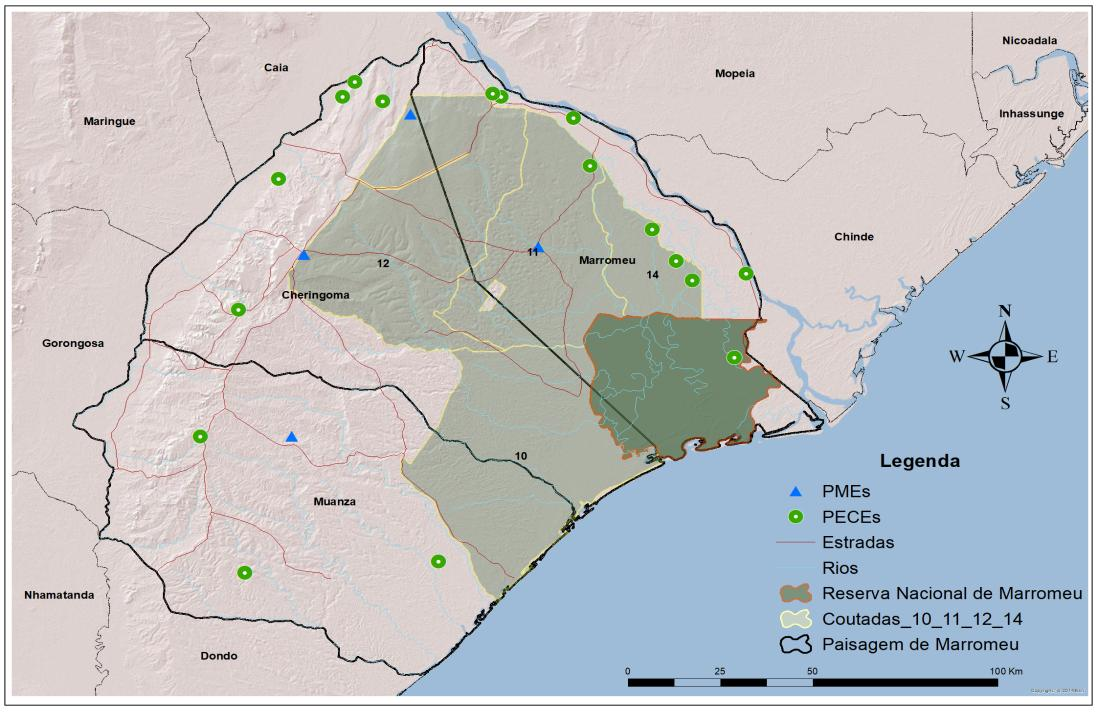 Nicoadala
Caia
Mopeia
Maringue
Inhassunge
Chinde
11
Marromeu
12
14
Cheringoma
N
Gorongosa
W
E
S
10
Legenda
PMEs
Muanza
PECEs
Estradas
Rios
Nhamatanda
Reserva Nacional de Marromeu
Coutadas_10_11_12_14
Paisagem de Marromeu
Dondo
0 25 50 100 Km